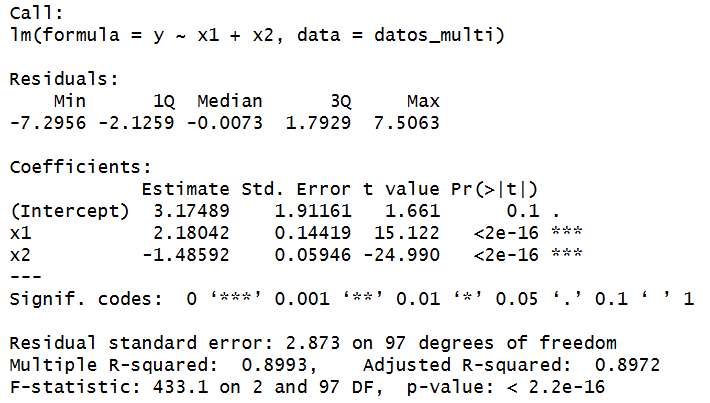 Call:
lm(formula = y ~ x1 + x2, data = datos_multi)
Residuals:
    Min      1Q  Median      3Q     Max
-7.2956 -2.1259 -0.0073  1.7929  7.5063
Coefficients:
            Estimate Std. Error t value Pr(>|t|)
(Intercept)  3.17489    1.91161   1.661      0.1 .
x1           2.18042    0.14419  15.122   <2e-16 ***
x2          -1.48592    0.05946 -24.990   <2e-16 ***
---
Signif. codes:  0 ‘***’ 0.001 ‘**’ 0.01 ‘*’ 0.05 ‘.’ 0.1 ‘ ’ 1
Residual standard error: 2.873 on 97 degrees of freedom
Multiple R-squared:  0.8993,    Adjusted R-squared:  0.8972
F-statistic: 433.1 on 2 and 97 DF,  p-value: < 2.2e-16